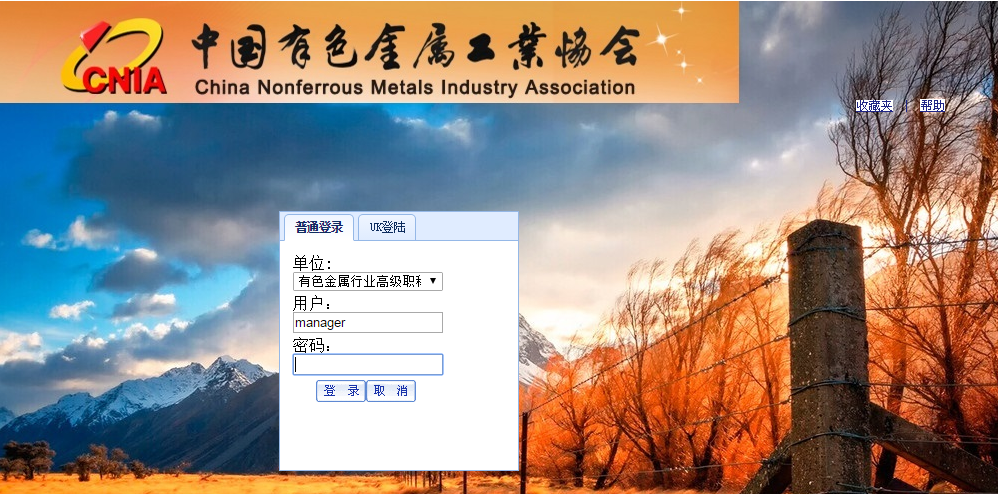 CNIA
中国有色金属工業協会
China Nonferrous Metals Industry Association
收藏夹 | 帮助
普通登录 UK登陆
单位:
有色金属行业高级职
用户:
manager
密码:
登 录 取 消